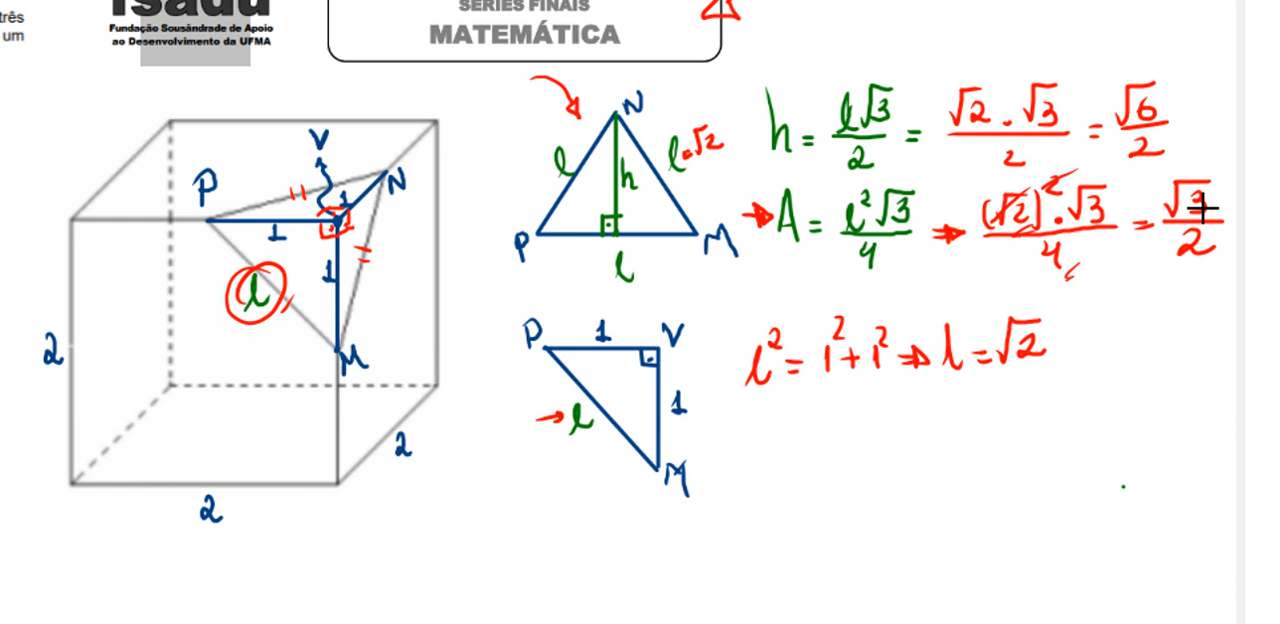 três
um
isadu
Fundação Sousândrade de Apoio
ao Desenvolvimento da UFMA
SÉRIES FINAIS
MATEMÁTICA
V
P
N
1
1
1
l
M
2
2
2
N
l
h
l=√2
P
M
l
h = l√3/2 = √2 . √3/2 = √6/2
A = l²√3/4 ⇒ (√2)² . √3/4 = √3/2
P
1
V
1
l
M
l² = 1² + 1² ⇒ l = √2